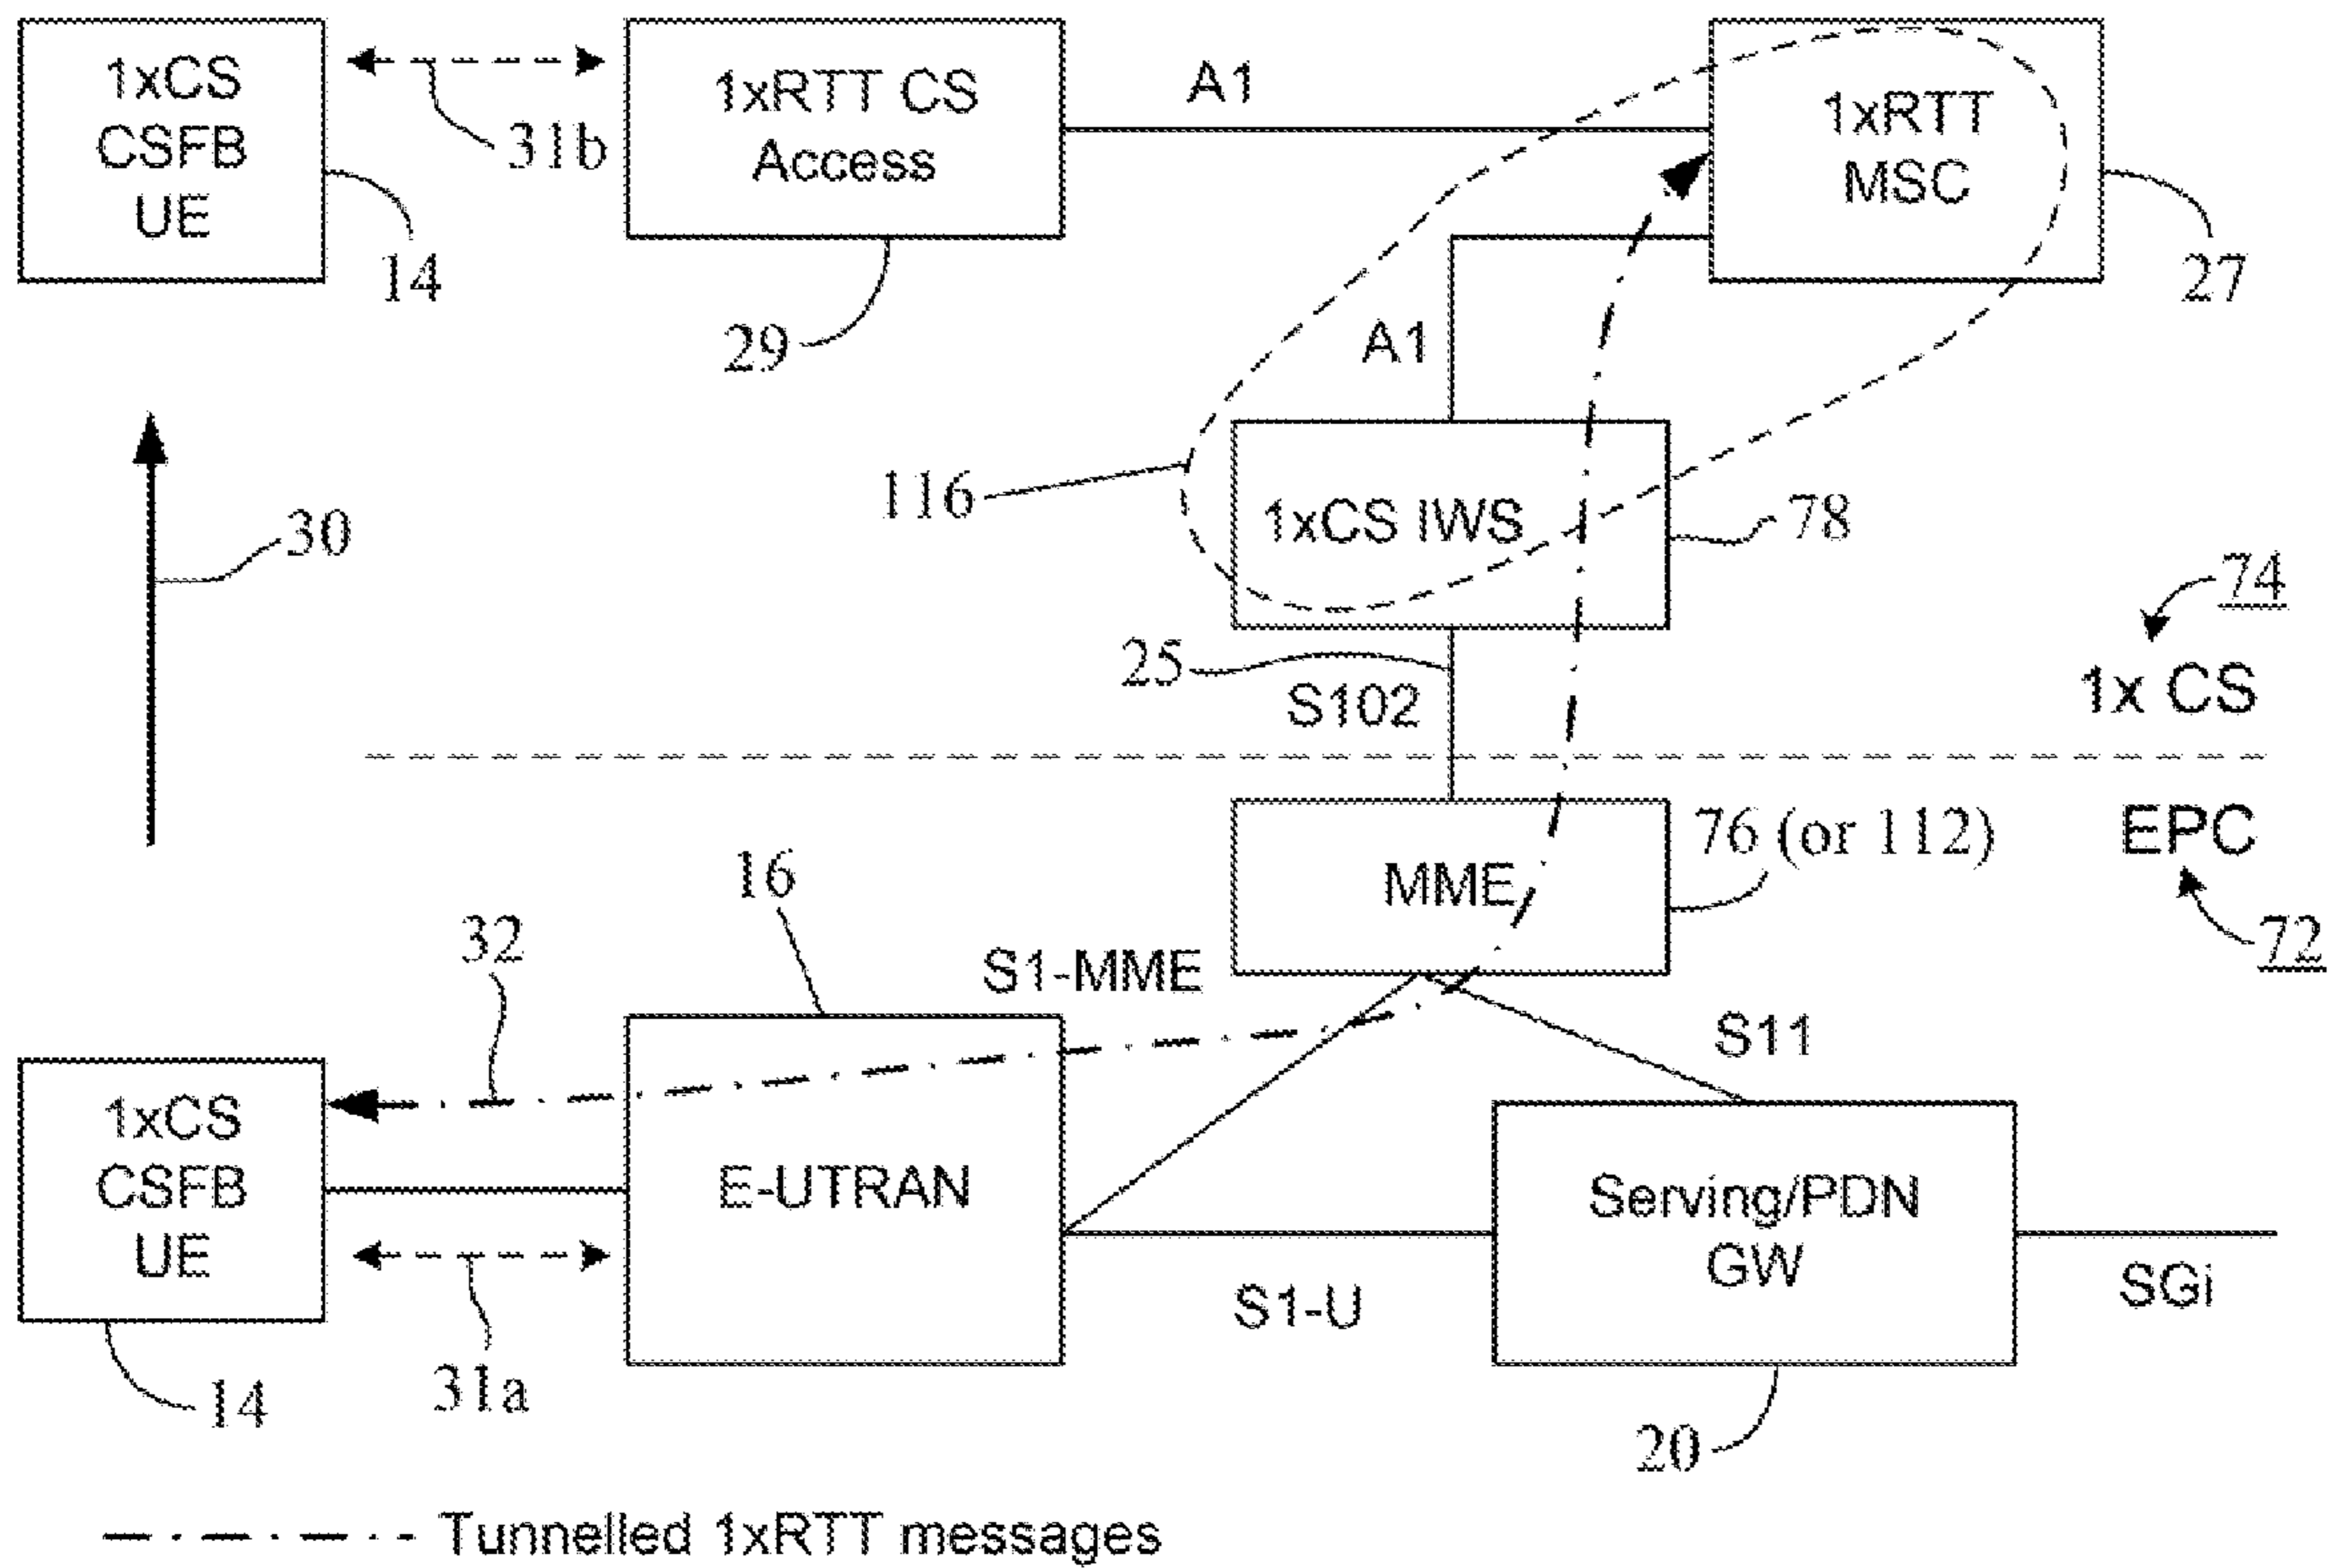 1xCS
CSFB
UE
14
31b
1xRTT CS
Access
29
A1
1xRTT
MSC
27
A1
116
1xCS IWS
78
30
25
S102
74
1x CS
EPC
72
76 (or 112)
MME
16
32
S1-MME
S11
1xCS
CSFB
UE
14
31a
E-UTRAN
S1-U
Serving/PDN
GW
20
SGi
Tunnelled 1xRTT messages